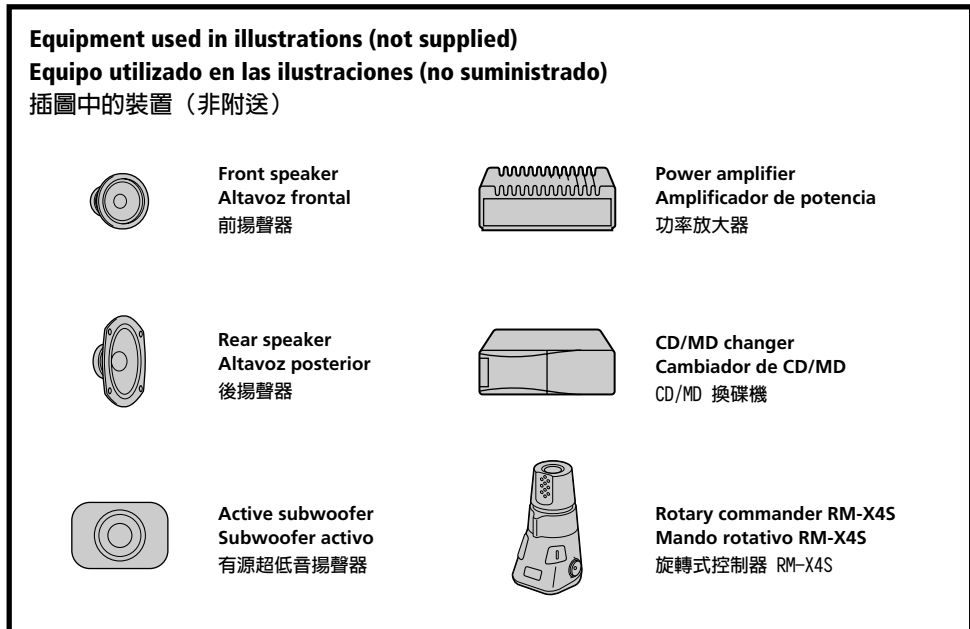 Equipment used in illustrations (not supplied)
Equipo utilizado en las ilustraciones (no suministrado)
插圖中的裝置（非附送）
Front speaker
Altavoz frontal
前揚聲器
Power amplifier
Amplificador de potencia
功率放大器
Rear speaker
Altavoz posterior
後揚聲器
CD/MD changer
Cambiador de CD/MD
CD/MD 換碟機
Active subwoofer
Subwoofer activo
有源超低音揚聲器
Rotary commander RM-X4S
Mando rotativo RM-X4S
旋轉式控制器 RM-X4S